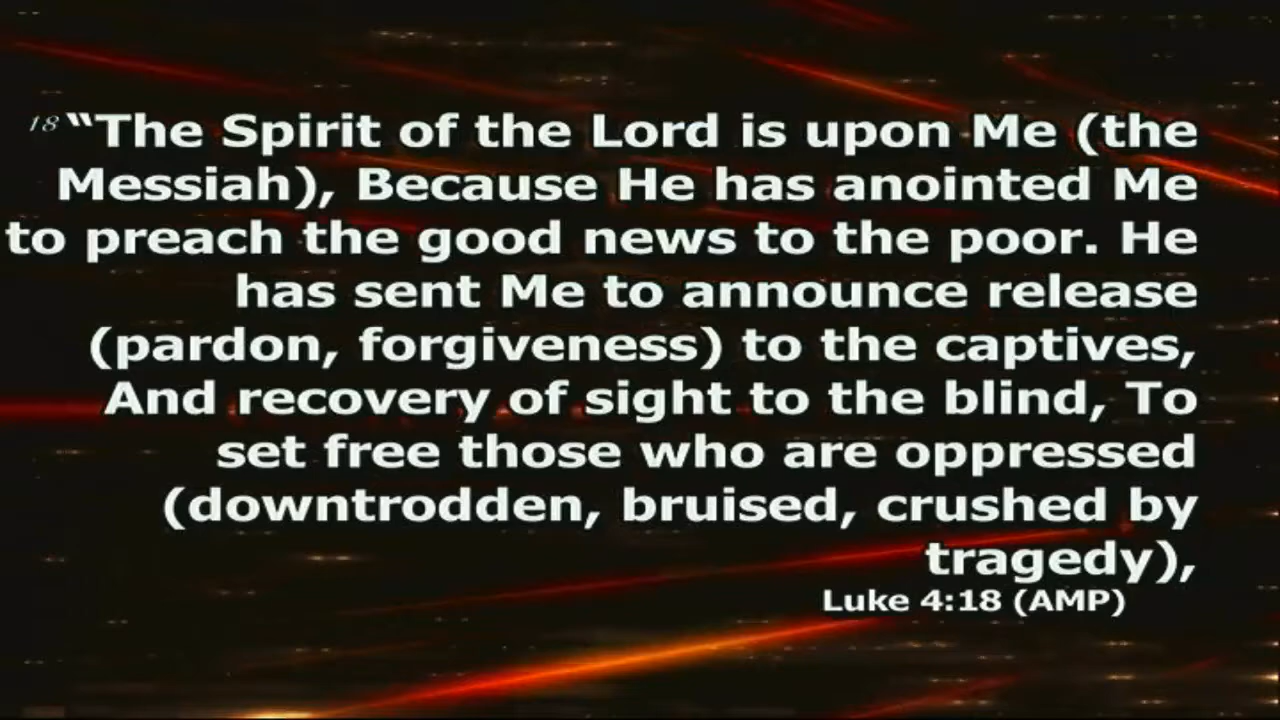 18 “The Spirit of the Lord is upon Me (the
Messiah), Because He has anointed Me
to preach the good news to the poor. He
has sent Me to announce release
(pardon, forgiveness) to the captives,
And recovery of sight to the blind, To
set free those who are oppressed
(downtrodden, bruised, crushed by
tragedy),
Luke 4:18 (AMP)